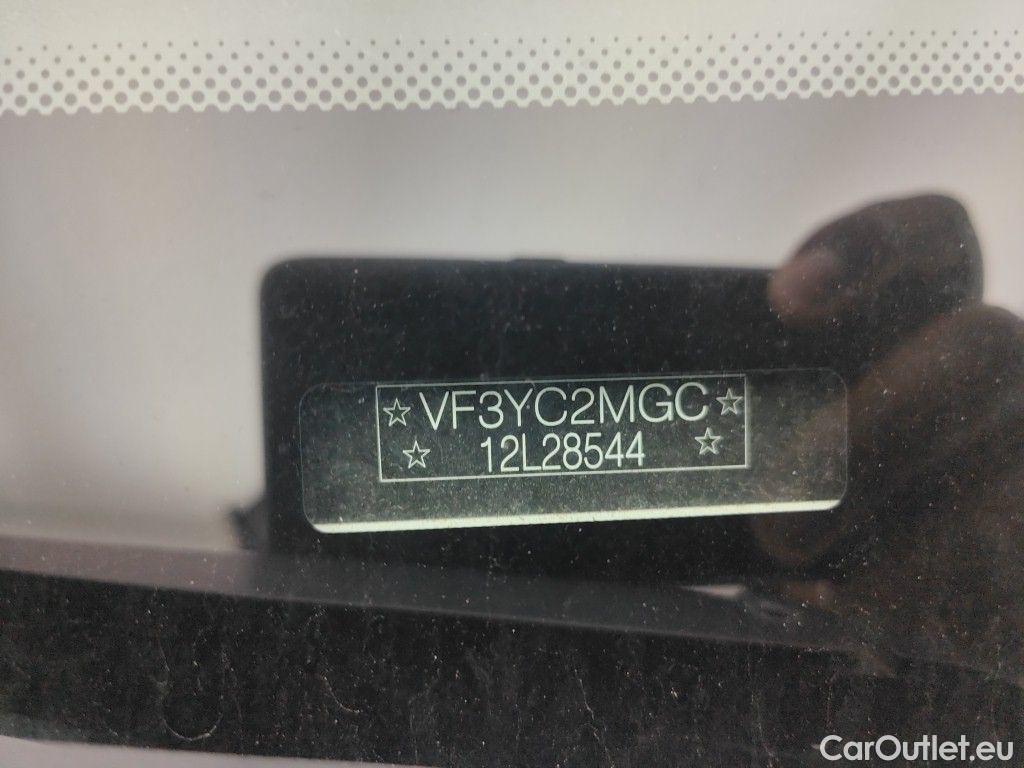 ☆ VF3YC2MGC ☆
☆ 12L28544 ☆
CarOutlet.eu